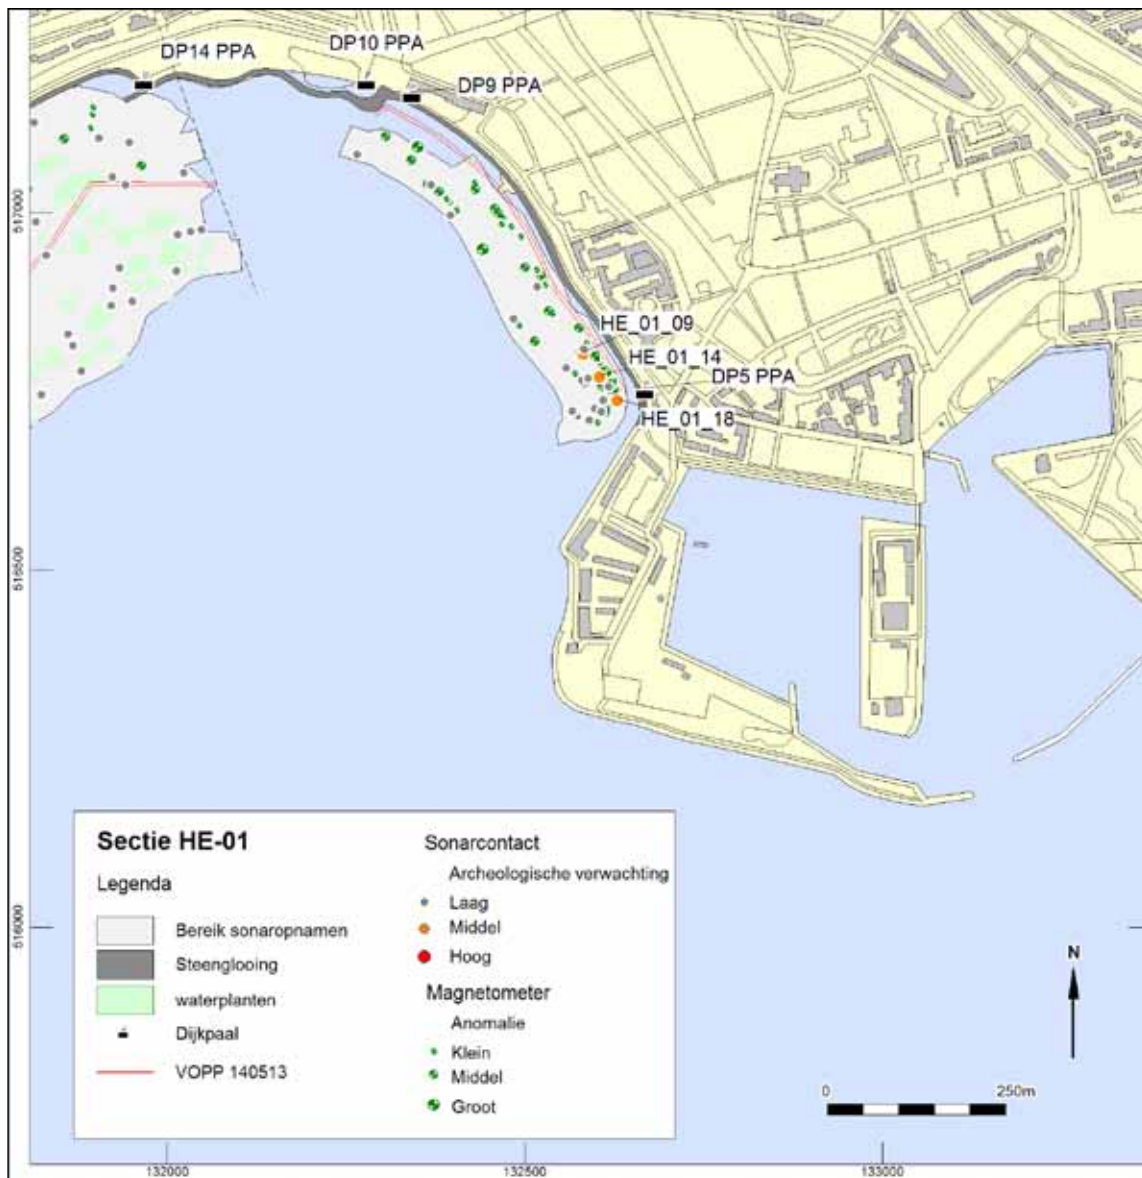 DP14 PPA
DP10 PPA
DP9 PPA
HE_01_09
HE_01_14
DP5 PPA
HE_01_18
517000
516500
516000
Sectie HE-01
Legenda
Bereik sonaropnamen
Steenglooing
waterplanten
Dijkpaal
VOPP 140513
Sonarcontact
Archeologische verwachting
Laag
Middel
Hoog
Magnetometer
Anomalie
Klein
Middel
Groot
N
0 250m
132000 132500 133000